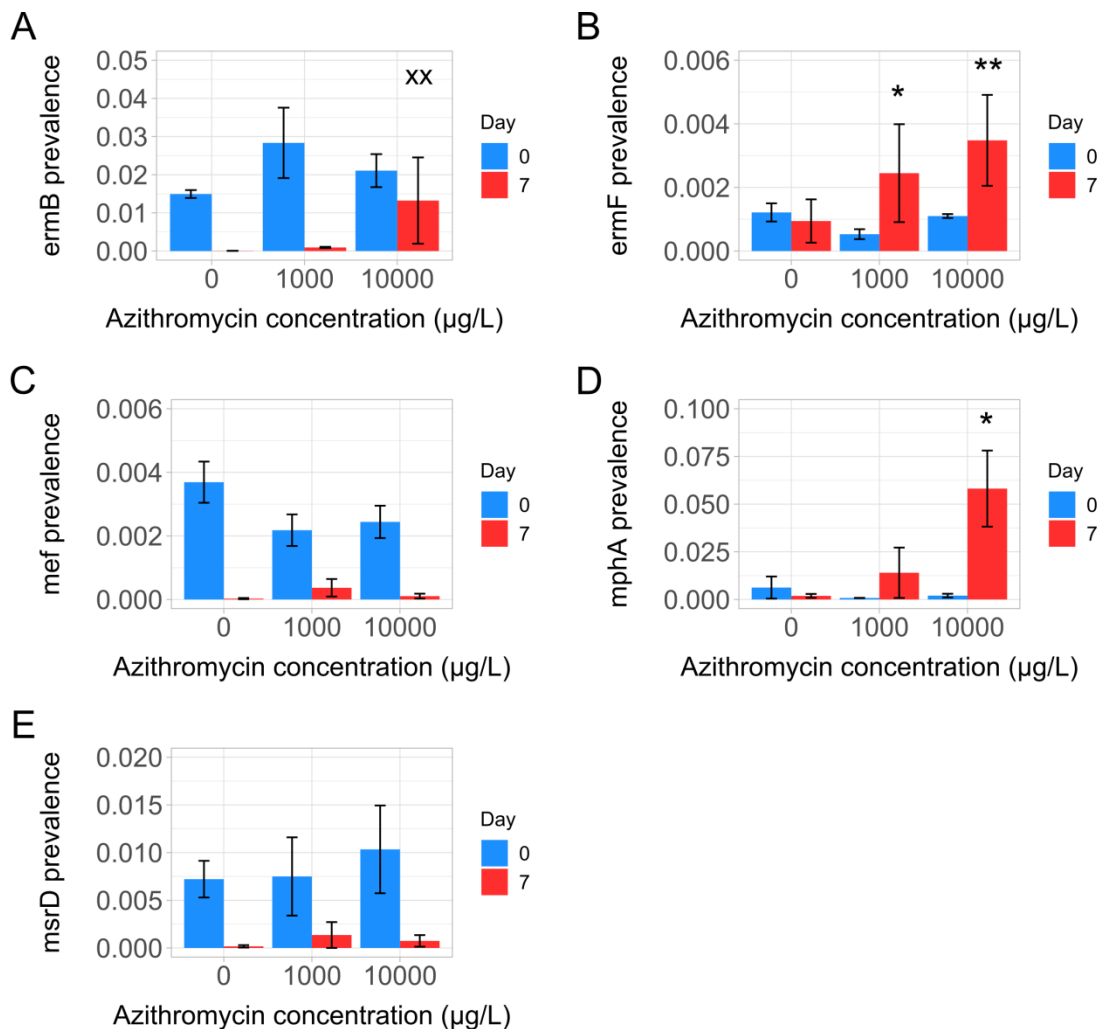 A
ermB prevalence
0.05
0.04
0.03
0.02
0.01
0.00
xx
0 1000 10000
Azithromycin concentration (µg/L)
Day
0
7
B
ermF prevalence
0.006
0.004
0.002
0.000
* **
0 1000 10000
Azithromycin concentration (µg/L)
Day
0
7
C
mef prevalence
0.006
0.004
0.002
0.000
0 1000 10000
Azithromycin concentration (µg/L)
Day
0
7
D
mphA prevalence
0.100
0.075
0.050
0.025
0.000
*
0 1000 10000
Azithromycin concentration (µg/L)
Day
0
7
E
msrD prevalence
0.020
0.015
0.010
0.005
0.000
0 1000 10000
Azithromycin concentration (µg/L)
Day
0
7